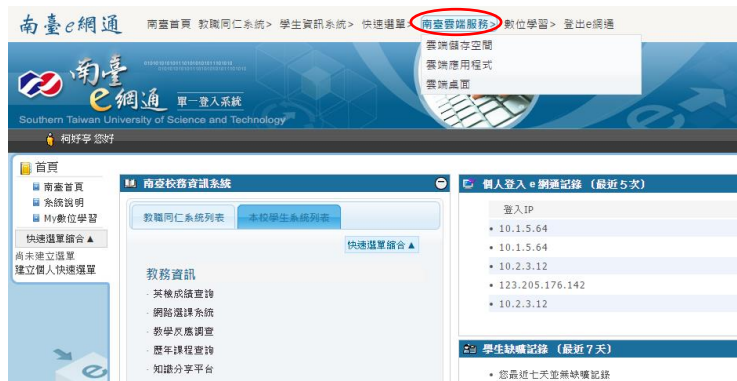 南臺e網通 南臺首頁 教職同仁系統> 學生資訊系統> 快速選單> 南臺雲端服務> 數位學習> 登出e網通
雲端儲存空間
雲端應用程式
雲端桌面
南臺e網通 單一登入系統
Southern Taiwan University of Science and Technology
柯妤亭 您好
首頁
南臺首頁
系統說明
My數位學習
快速選單縮合▲
尚未建立選單
建立個人快速選單
南臺校務資訊系統
教職同仁系統列表 本校學生系統列表
快速選單縮合▲
教務資訊
· 英檢成績查詢
· 網路選課系統
· 教學反應調查
· 歷年課程查詢
· 知識分享平台
個人登入e網通記錄 (最近5次)
登入IP
• 10.1.5.64
• 10.1.5.64
• 10.2.3.12
• 123.205.176.142
• 10.2.3.12
學生缺曠記錄 (最近7天)
• 您最近七天並無缺曠記錄